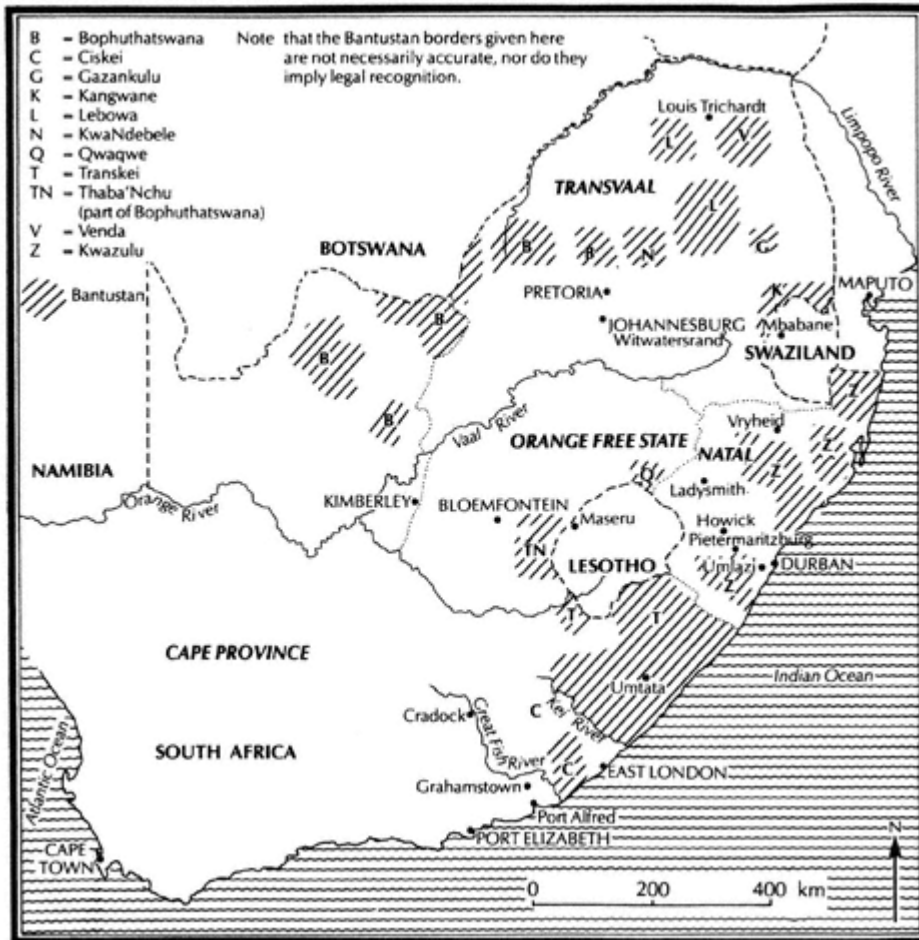 B = Bophuthatswana
C = Ciskei
G = Gazankulu
K = Kangwane
L = Lebowa
N = KwaNdebele
Q = Qwaqwe
T = Transkei
TN = Thaba'Nchu
(part of Bophuthatswana)
V = Venda
Z = Kwazulu
Note that the Bantustan borders given here
are not necessarily accurate, nor do they
imply legal recognition.
Bantustan
Louis Trichardt
Limpopo River
L
V
TRANSVAAL
L
BOTSWANA
B
B
N
G
PRETORIA
K
MAPUTO
B
JOHANNESBURG
Witwatersrand
Mbabane
SWAZILAND
B
Z
B
Vaal River
Vryheid
ORANGE FREE STATE
NATAL
Z
NAMIBIA
Q
Z
Orange River
KIMBERLEY
BLOEMFONTEIN
Ladysmith
Maseru
Howick
Pietermaritzburg
TN
LESOTHO
Umlazi
DURBAN
Z
T
T
CAPE PROVINCE
Indian Ocean
Umtata
C
Kei River
Cradock
Great Fish River
SOUTH AFRICA
Atlantic Ocean
C
EAST LONDON
Grahamstown
Port Alfred
PORT ELIZABETH
CAPE
TOWN
N
0 200 400 km